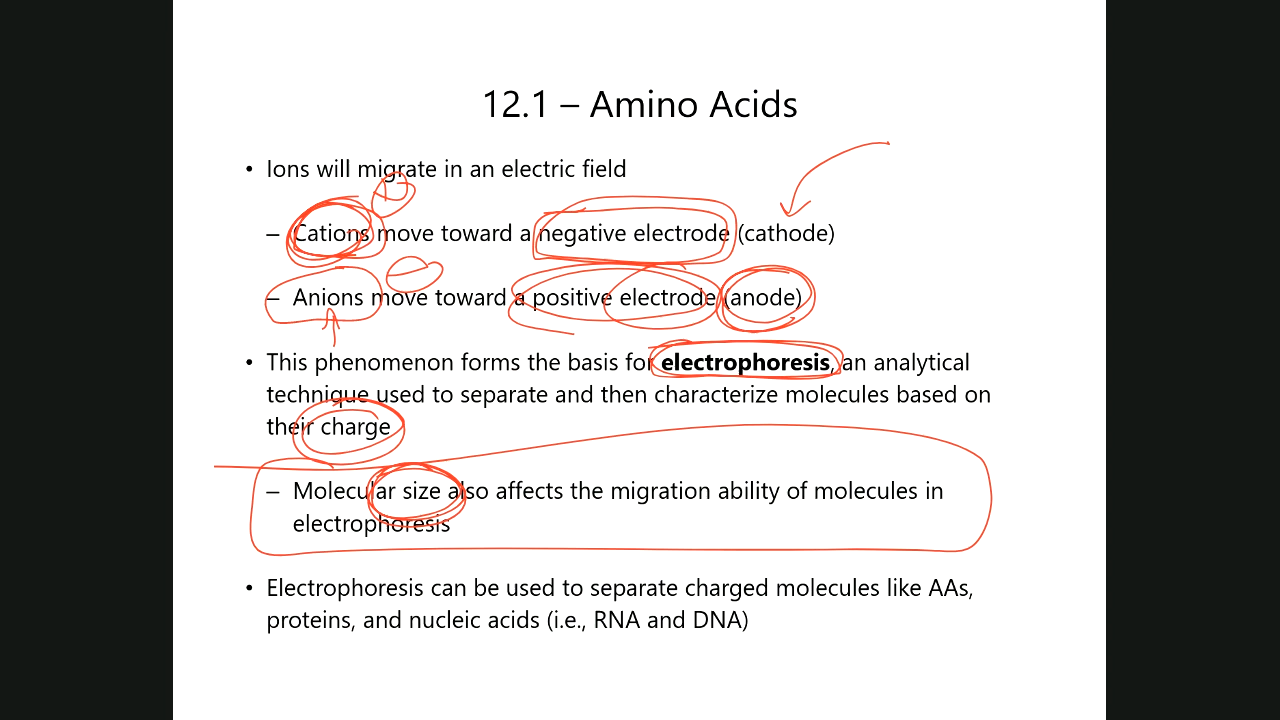 12.1 – Amino Acids
• Ions will migrate in an electric field
– Cations move toward a negative electrode (cathode)
– Anions move toward a positive electrode (anode)
• This phenomenon forms the basis for electrophoresis, an analytical
technique used to separate and then characterize molecules based on
their charge
– Molecular size also affects the migration ability of molecules in
electrophoresis
• Electrophoresis can be used to separate charged molecules like AAs,
proteins, and nucleic acids (i.e., RNA and DNA)